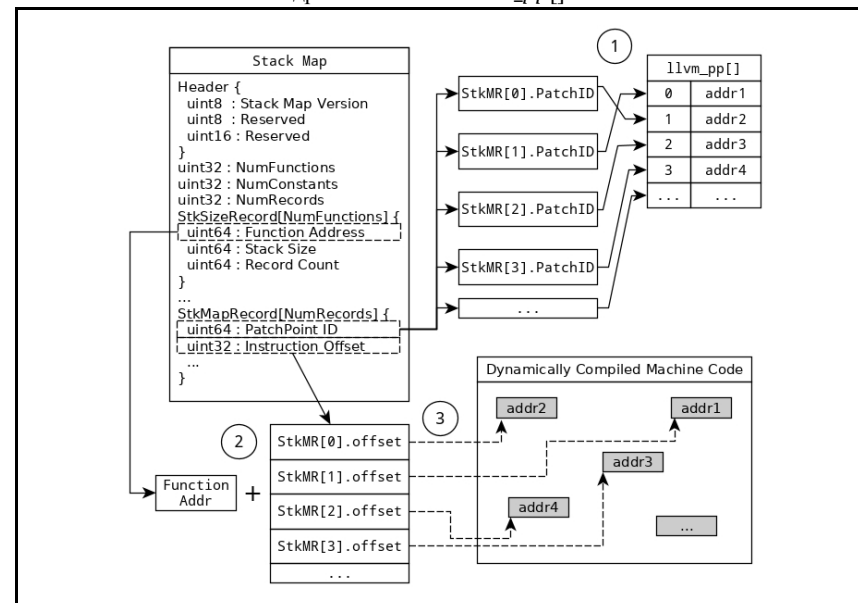 Stack Map
Header {
uint8 : Stack Map Version
uint8 : Reserved
uint16 : Reserved
}
uint32 : NumFunctions
uint32 : NumConstants
uint32 : NumRecords
StkSizeRecord[NumFunctions] {
uint64 : Function Address
uint64 : Stack Size
uint64 : Record Count
}
...
StkMapRecord[NumRecords] {
uint64 : PatchPoint ID
uint32 : Instruction Offset
...
}
StkMR[0].PatchID
StkMR[1].PatchID
StkMR[2].PatchID
StkMR[3].PatchID
...
1
llvm_pp[]
0 addr1
1 addr2
2 addr3
3 addr4
... ...
2
Function
Addr
+
StkMR[0].offset
StkMR[1].offset
StkMR[2].offset
StkMR[3].offset
...
3
Dynamically Compiled Machine Code
addr2
addr1
addr3
addr4
...